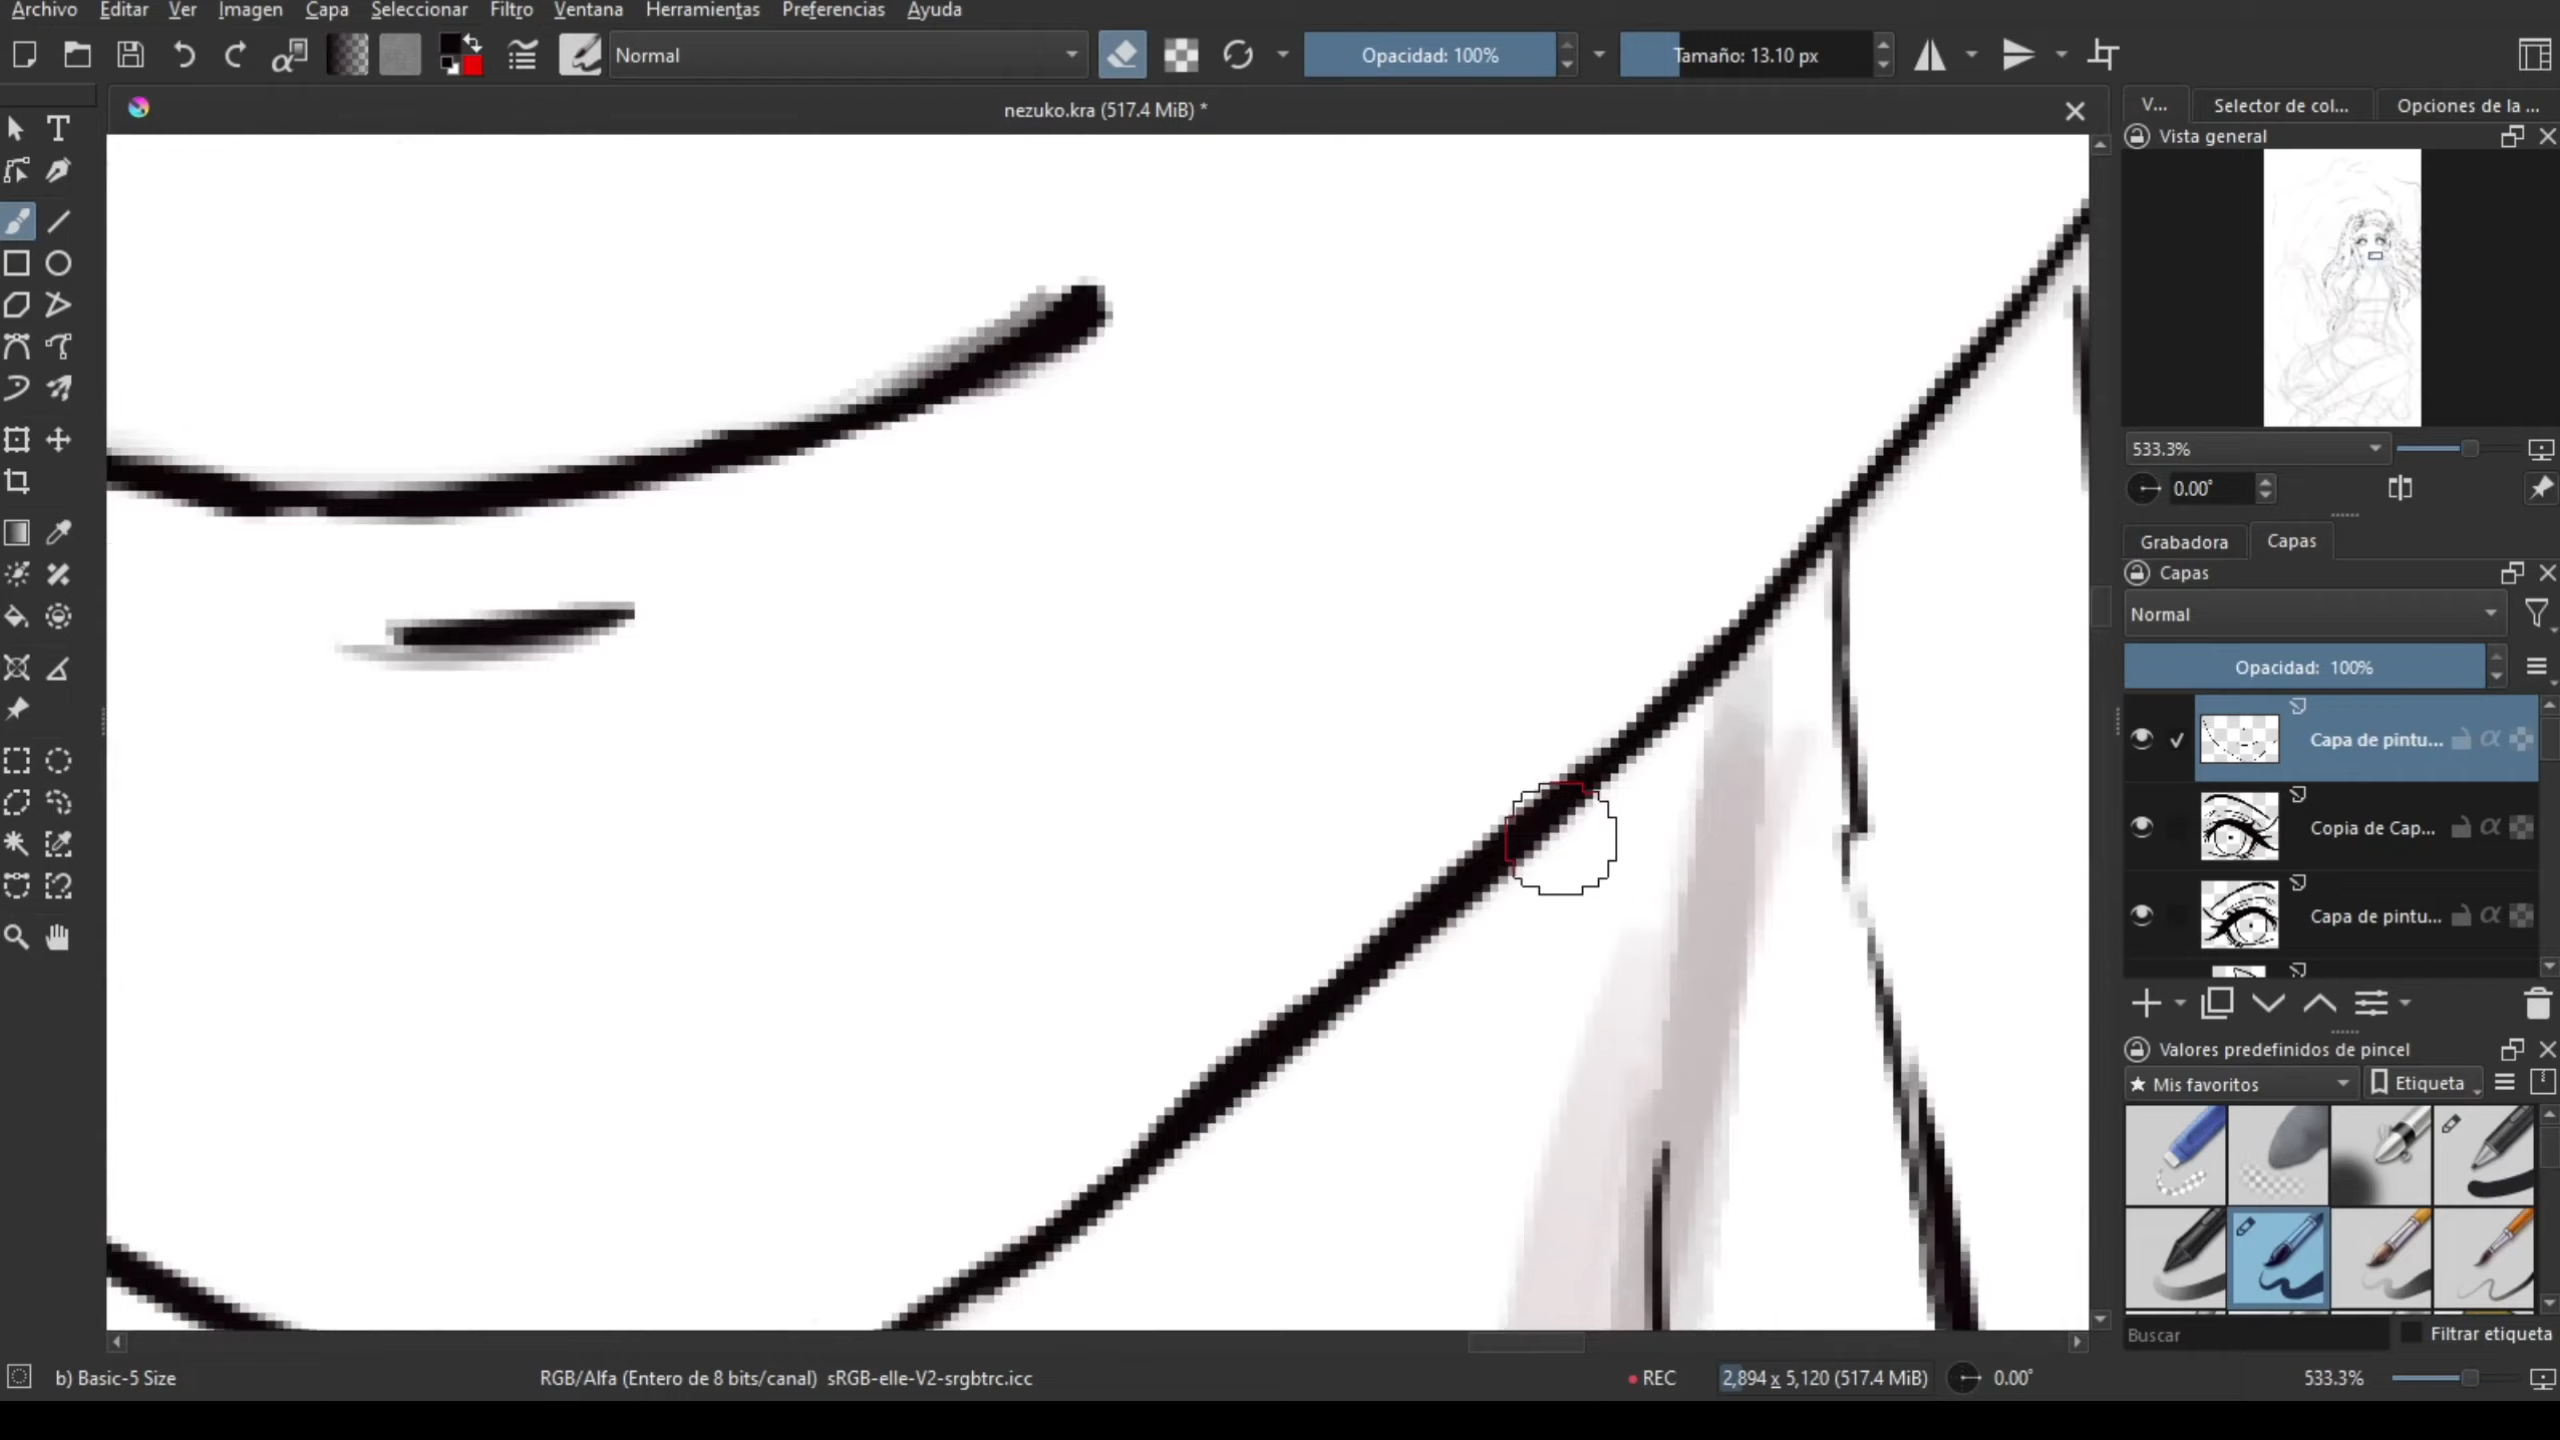 Archivo Editar Ver Imagen Capa Seleccionar Filtro Ventana Herramientas Preferencias Ayuda
Normal Opacidad: 100% Tamaño: 13.10 px
nezuko.kra (517.4 MiB) *
V... Selector de col... Opciones de la ...
Vista general
533.3%
0.00°
Grabadora Capas
Capas
Normal
Opacidad: 100%
Capa de pintu...
Copia de Cap...
Capa de pintu...
Valores predefinidos de pincel
★ Mis favoritos Etiqueta
Buscar Filtrar etiqueta
b) Basic-5 Size RGB/Alfa (Entero de 8 bits/canal) sRGB-elle-V2-srgbtrc.icc REC 2,894 x 5,120 (517.4 MiB) 0.00° 533.3%